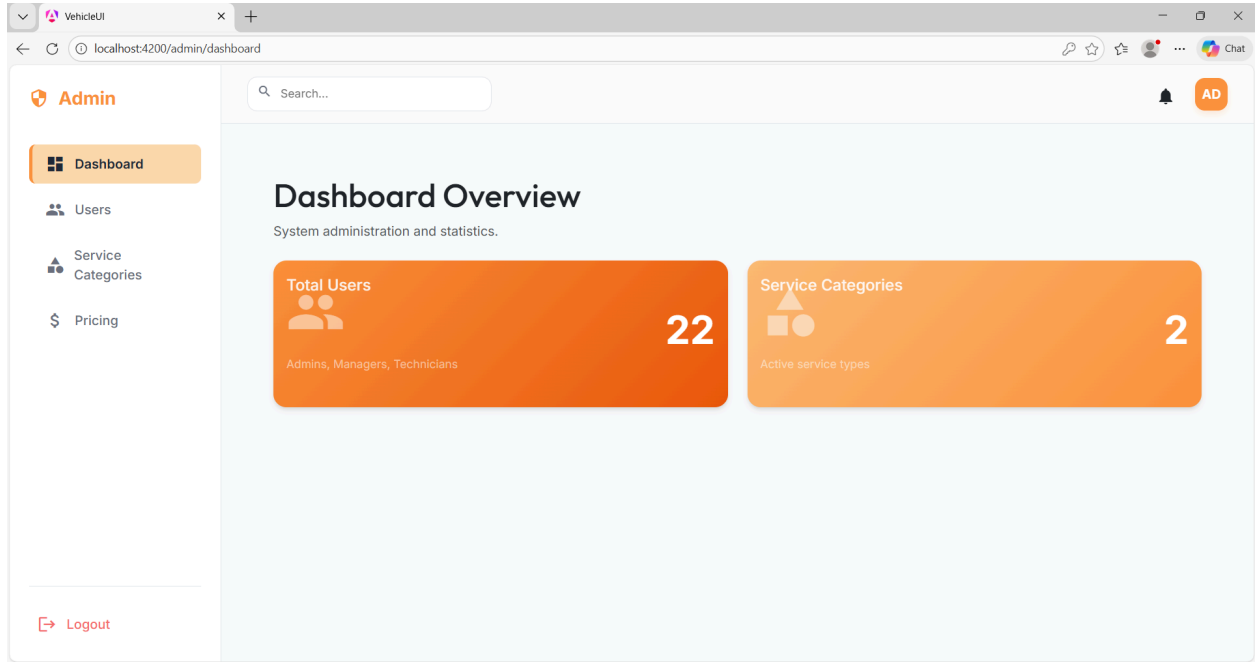 VehicleUI
localhost:4200/admin/dashboard
Chat
Admin
Search...
AD
Dashboard
Users
Service
Categories
$ Pricing
Logout
Dashboard Overview
System administration and statistics.
Total Users
22
Admins, Managers, Technicians
Service Categories
2
Active service types